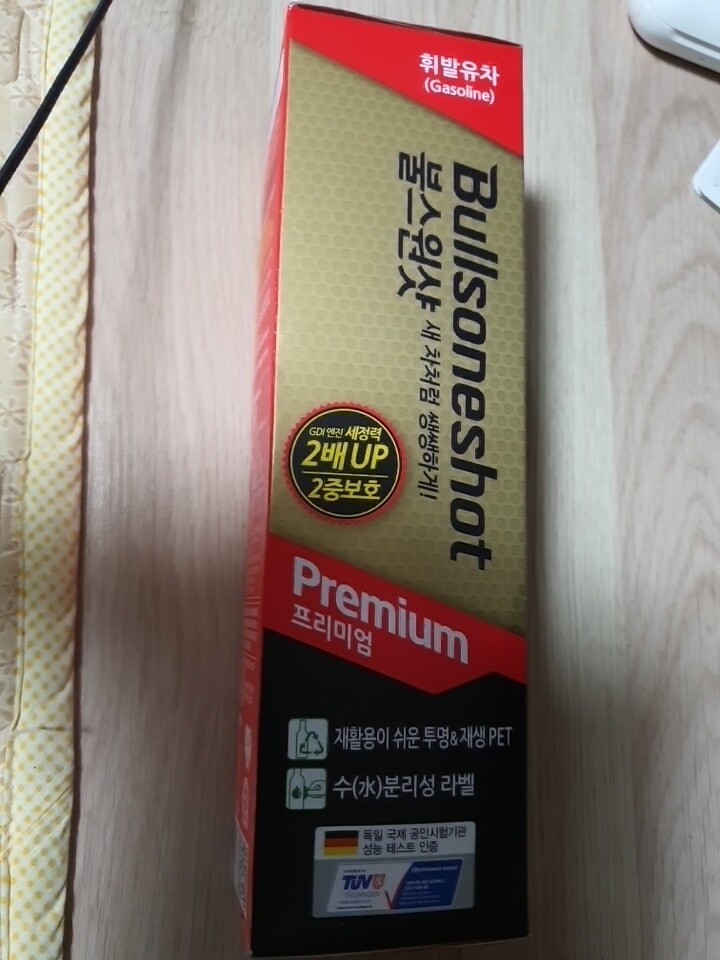 휘발유차
(Gasoline)
Bullsoneshot
불스원샷 새 차처럼 쌩쌩하게!
GDI 엔진 세정력
2배 UP
2중보호
Premium
프리미엄
재활용이 쉬운 투명&재생 PET
수(水)분리성 라벨
독일 국제 공인시험기관
성능 테스트 인증
TÜV
THÜRINGEN